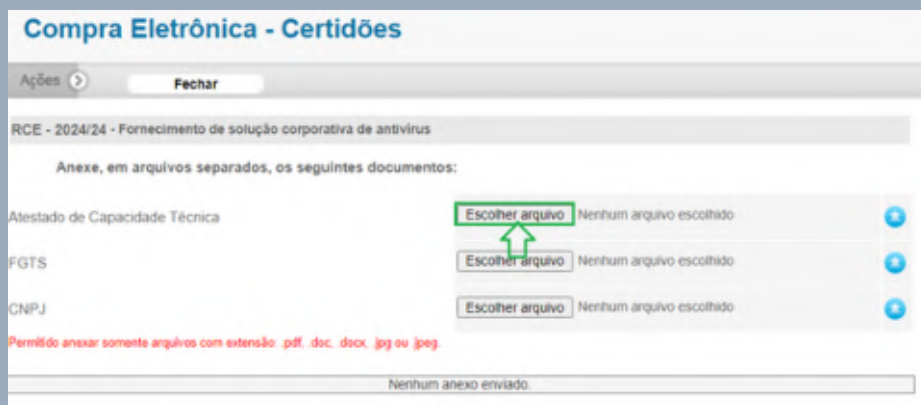 Compra Eletrônica - Certidões
Ações
Fechar
RCE - 2024/24 - Fornecimento de solução corporativa de antivírus
Anexe, em arquivos separados, os seguintes documentos:
Atestado de Capacidade Técnica Escolher arquivo Nenhum arquivo escolhido
FGTS Escolher arquivo Nenhum arquivo escolhido
CNPJ Escolher arquivo Nenhum arquivo escolhido
Permitido anexar somente arquivos com extensão: .pdf, .doc, .docx, .jpg ou .jpeg.
Nenhum anexo enviado.